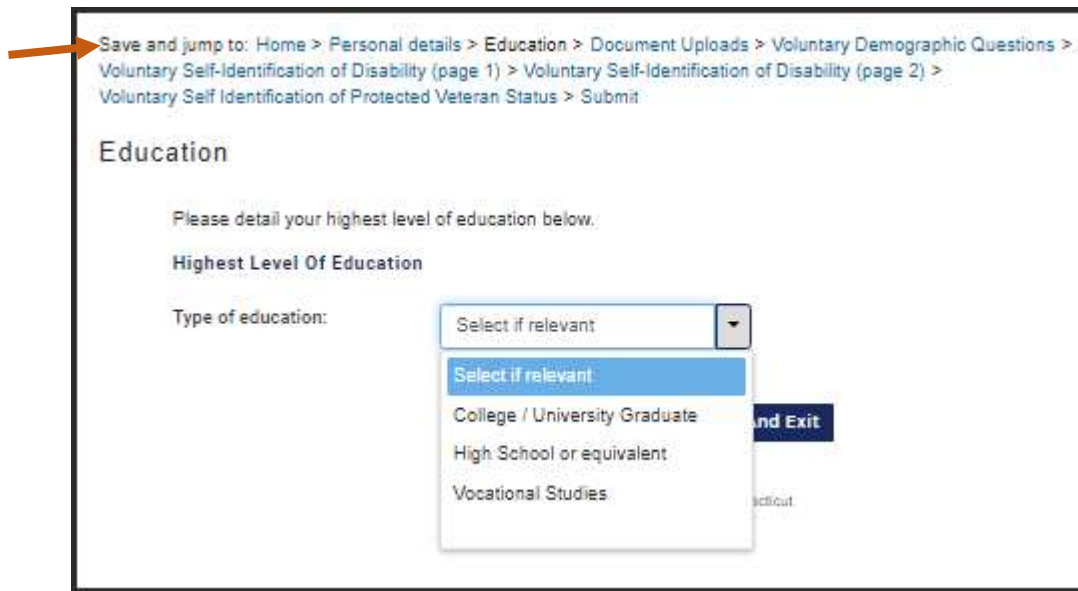 Save and jump to: Home > Personal details > Education > Document Uploads > Voluntary Demographic Questions >
Voluntary Self-Identification of Disability (page 1) > Voluntary Self-Identification of Disability (page 2) >
Voluntary Self Identification of Protected Veteran Status > Submit
Education
Please detail your highest level of education below.
Highest Level Of Education
Type of education:
Select if relevant
Select if relevant
College / University Graduate
And Exit
High School or equivalent
Vocational Studies